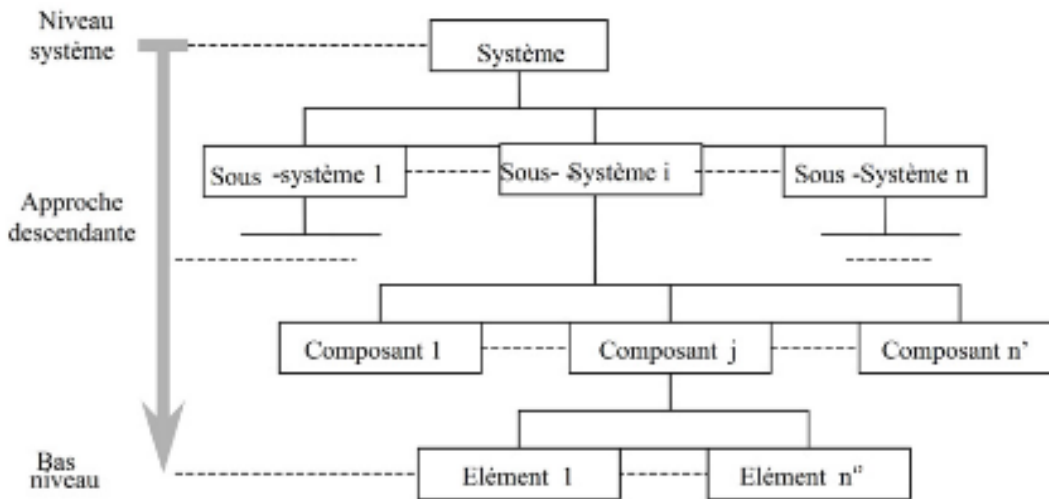 Niveau
système
Système
Sous -système 1
Sous- -Système i
Sous -Système n
Approche
descendante
Composant 1
Composant j
Composant n’
Bas
niveau
Elément 1
Elément n‘’